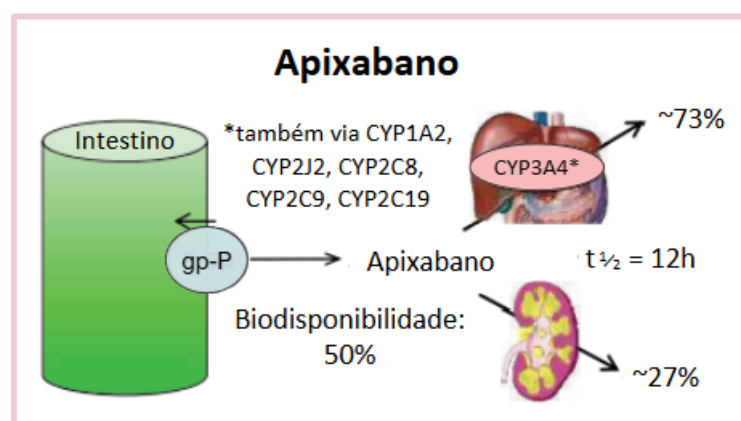 Apixabano
Intestino
*também via CYP1A2,
CYP2J2, CYP2C8,
CYP2C9, CYP2C19
CYP3A4*
~73%
gp-P
Apixabano
t½ = 12h
Biodisponibilidade:
50%
~27%